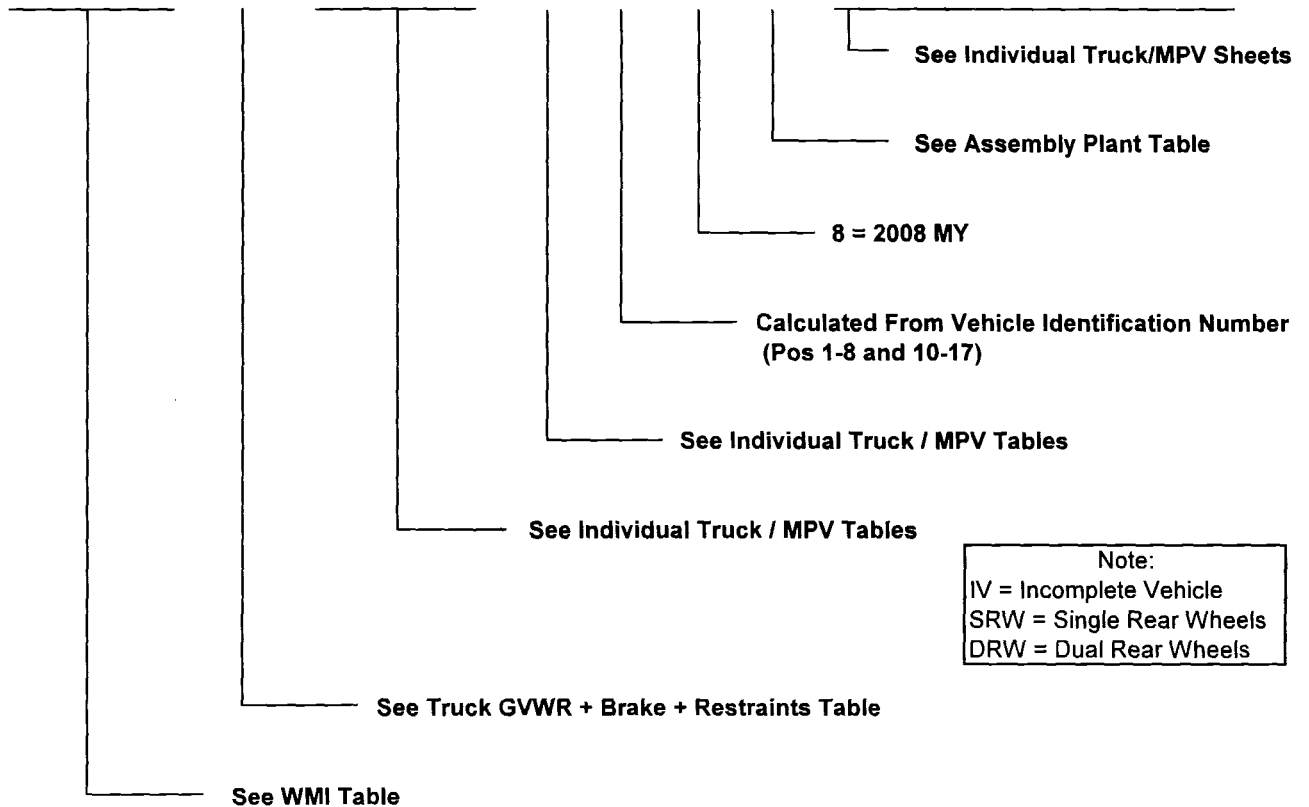 See Individual Truck/MPV Sheets
See Assembly Plant Table
8 = 2008 MY
Calculated From Vehicle Identification Number
(Pos 1-8 and 10-17)
See Individual Truck / MPV Tables
See Individual Truck / MPV Tables
Note:
IV = Incomplete Vehicle
SRW = Single Rear Wheels
DRW = Dual Rear Wheels
See Truck GVWR + Brake + Restraints Table
See WMI Table